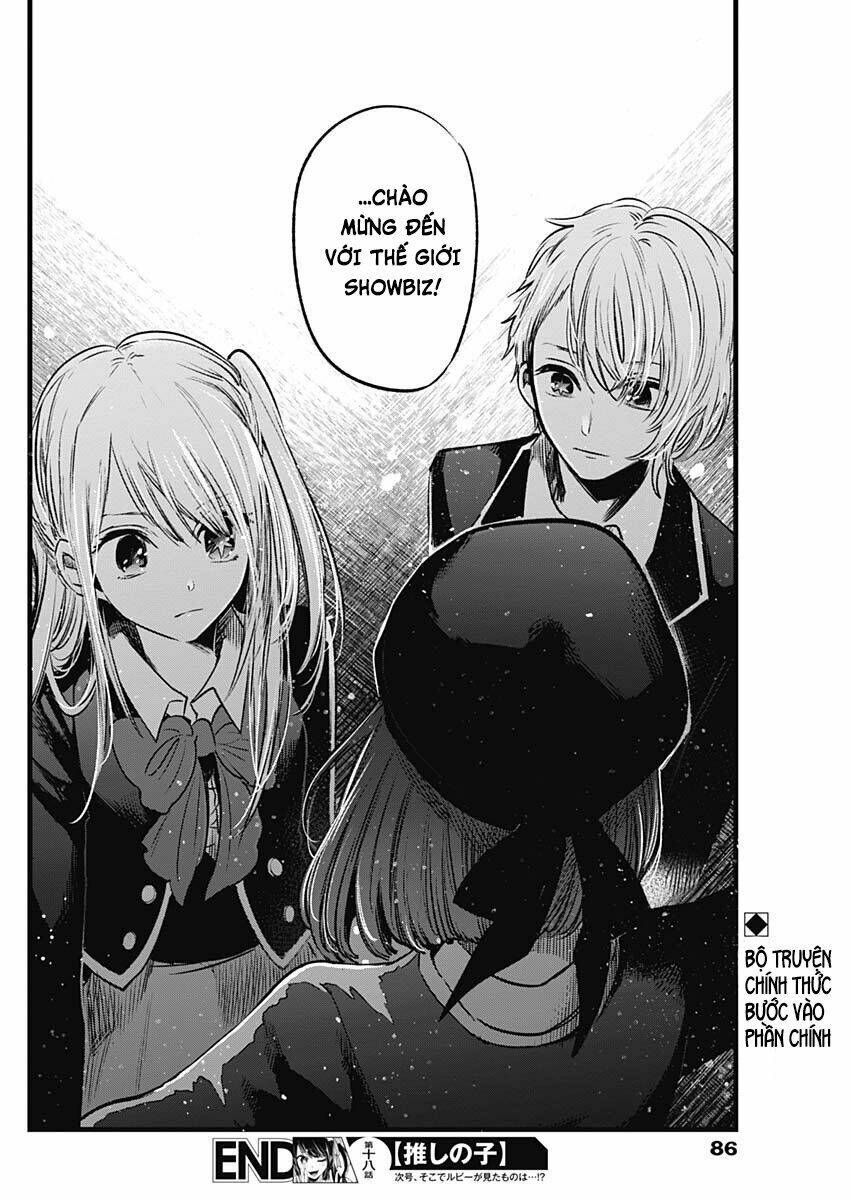 ...CHÀO
MỪNG ĐẾN
VỚI THẾ GIỚI
SHOWBIZ!
BỘ TRUYỆN
CHÍNH THỨC
BƯỚC VÀO
PHẦN CHÍNH
END
第十八話
【推しの子】
次号、そこでルビーが見たものは…!?
86